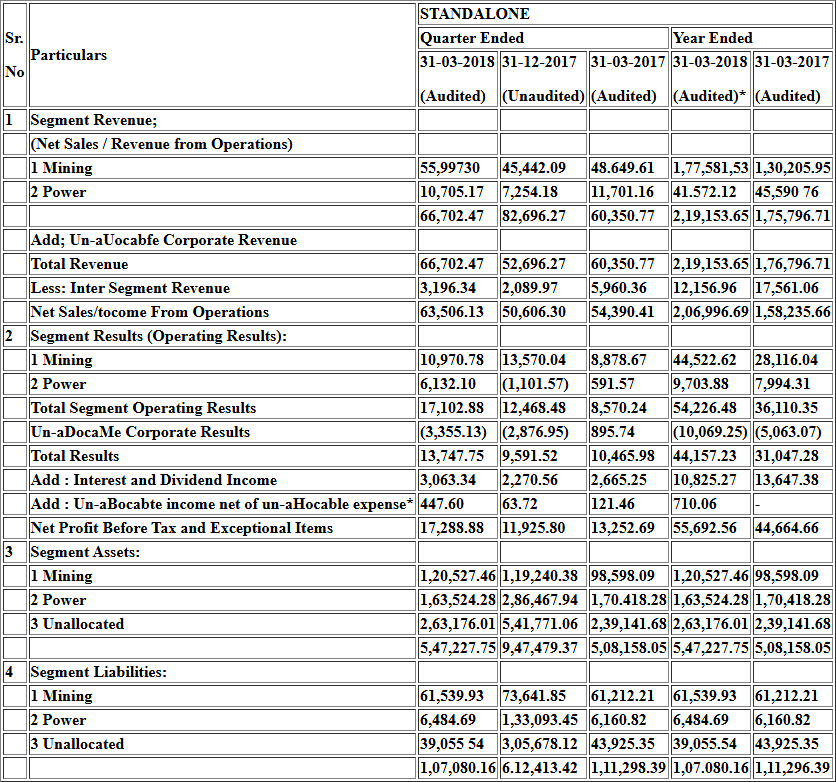 STANDALONE
Sr. No Particulars Quarter Ended Year Ended
31-03-2018 31-12-2017 31-03-2017 31-03-2018 31-03-2017
(Audited) (Unaudited) (Audited) (Audited)* (Audited)
1 Segment Revenue;
(Net Sales / Revenue from Operations)
1 Mining 55,99730 45,442.09 48.649.61 1,77,581,53 1,30,205.95
2 Power 10,705.17 7,254.18 11,701.16 41.572.12 45,590 76
66,702.47 82,696.27 60,350.77 2,19,153.65 1,75,796.71
Add; Un-aUocabfe Corporate Revenue
Total Revenue 66,702.47 52,696.27 60,350.77 2,19,153.65 1,76,796.71
Less: Inter Segment Revenue 3,196.34 2,089.97 5,960.36 12,156.96 17,561.06
Net Sales/tocome From Operations 63,506.13 50,606.30 54,390.41 2,06,996.69 1,58,235.66
2 Segment Results (Operating Results):
1 Mining 10,970.78 13,570.04 8,878.67 44,522.62 28,116.04
2 Power 6,132.10 (1,101.57) 591.57 9,703.88 7,994.31
Total Segment Operating Results 17,102.88 12,468.48 8,570.24 54,226.48 36,110.35
Un-aDocaMe Corporate Results (3,355.13) (2,876.95) 895.74 (10,069.25) (5,063.07)
Total Results 13,747.75 9,591.52 10,465.98 44,157.23 31,047.28
Add : Interest and Dividend Income 3,063.34 2,270.56 2,665.25 10,825.27 13,647.38
Add : Un-aBocabte income net of un-aHocable expense* 447.60 63.72 121.46 710.06 -
Net Profit Before Tax and Exceptional Items 17,288.88 11,925.80 13,252.69 55,692.56 44,664.66
3 Segment Assets:
1 Mining 1,20,527.46 1,19,240.38 98,598.09 1,20,527.46 98,598.09
2 Power 1,63,524.28 2,86,467.94 1,70.418.28 1,63,524.28 1,70,418.28
3 Unallocated 2,63,176.01 5,41,771.06 2,39,141.68 2,63,176.01 2,39,141.68
5,47,227.75 9,47,479.37 5,08,158.05 5,47,227.75 5,08,158.05
4 Segment Liabilities:
1 Mining 61,539.93 73,641.85 61,212.21 61,539.93 61,212.21
2 Power 6,484.69 1,33,093.45 6,160.82 6,484.69 6,160.82
3 Unallocated 39,055 54 3,05,678.12 43,925.35 39,055.54 43,925.35
1,07,080.16 6.12,413.42 1,11,298.39 1,07.080.16 1,11,296.39